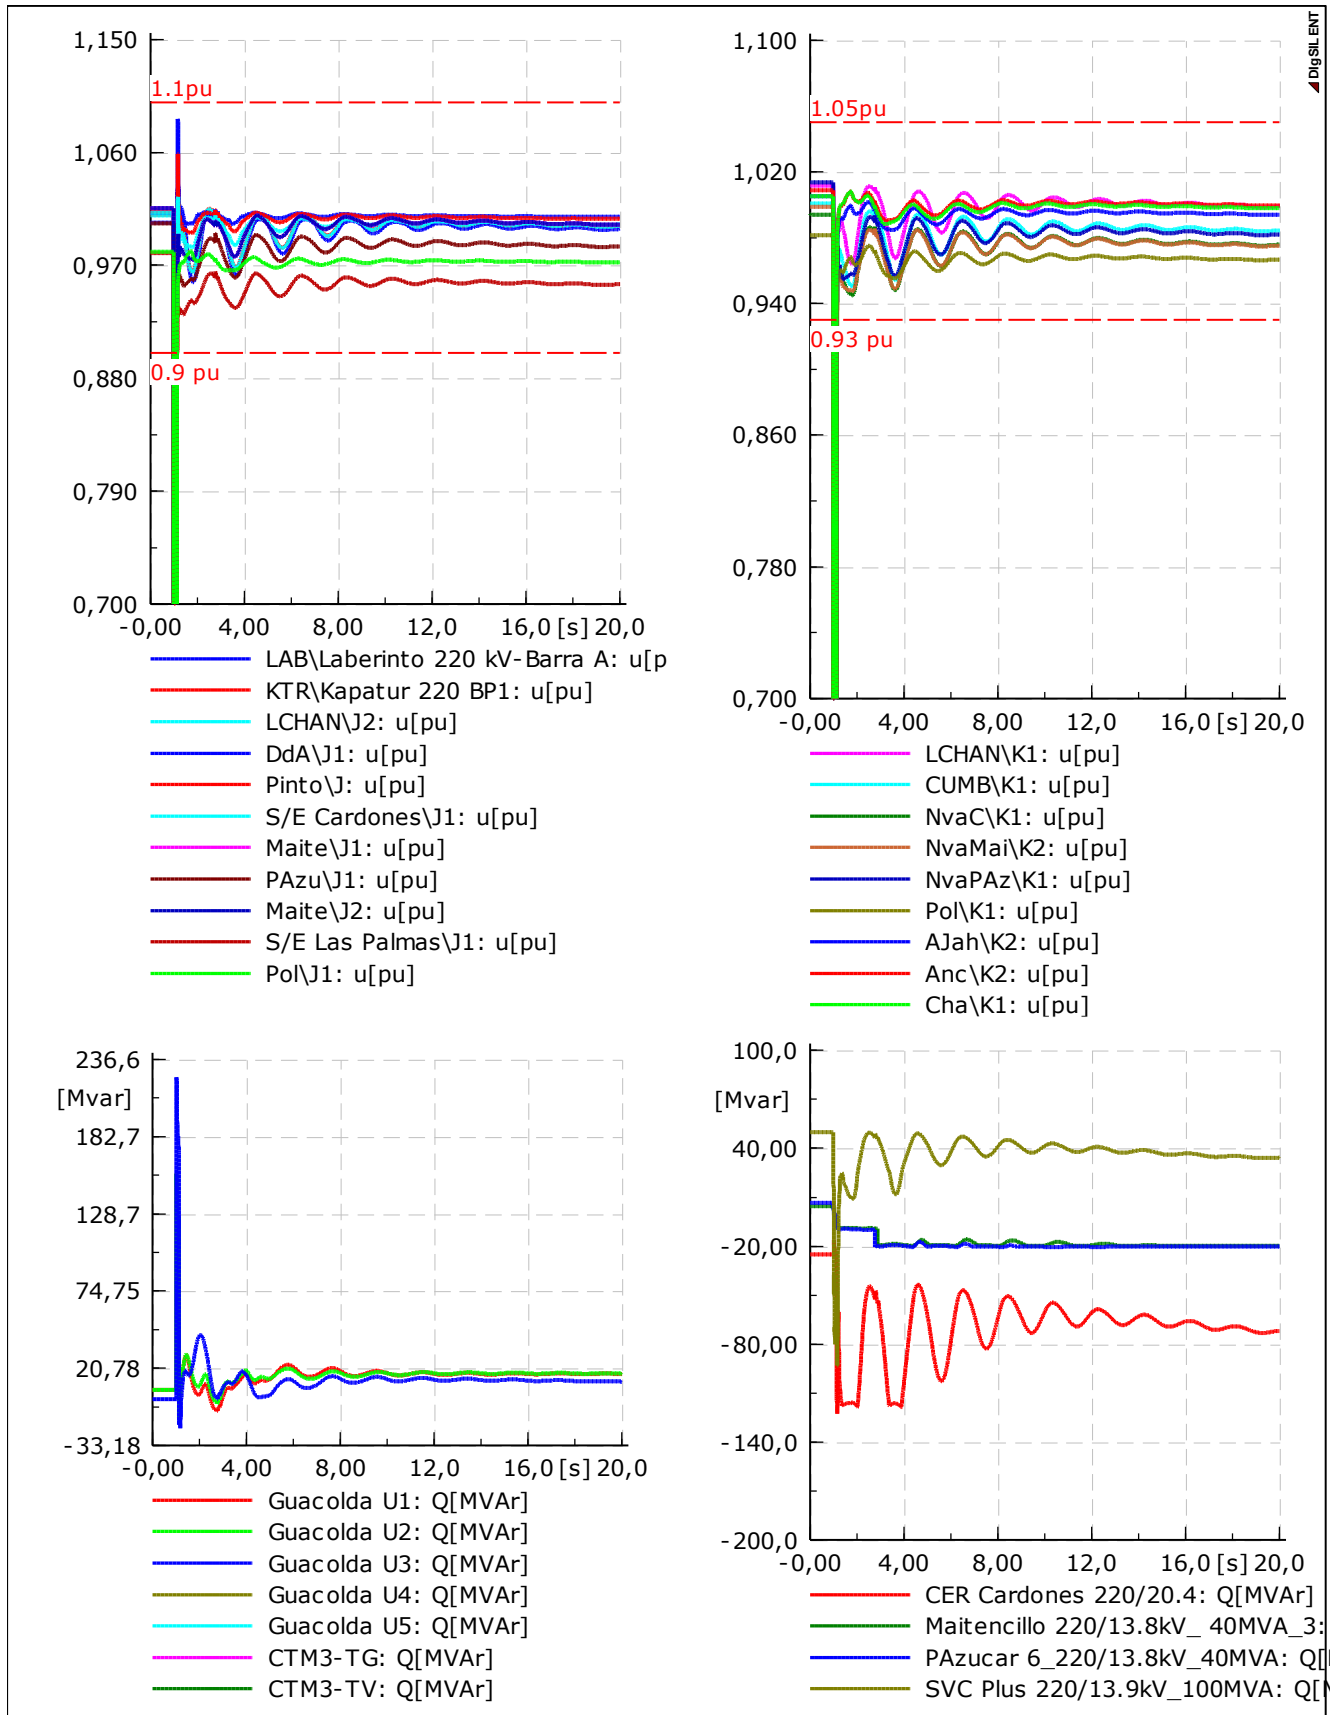 DIgSILENT
1,150
1,060
0,970
0,880
0,790
0,700
1.1pu
0.9 pu
-0,00 4,00 8,00 12,0 16,0 [s] 20,0
LAB\Laberinto 220 kV-Barra A: u[p
KTR\Kapatur 220 BP1: u[pu]
LCHAN\J2: u[pu]
DdA\J1: u[pu]
Pinto\J: u[pu]
S/E Cardones\J1: u[pu]
Maite\J1: u[pu]
PAzu\J1: u[pu]
Maite\J2: u[pu]
S/E Las Palmas\J1: u[pu]
Pol\J1: u[pu]
1,100
1,020
0,940
0,860
0,780
0,700
1.05pu
0.93 pu
-0,00 4,00 8,00 12,0 16,0 [s] 20,0
LCHAN\K1: u[pu]
CUMB\K1: u[pu]
NvaC\K1: u[pu]
NvaMai\K2: u[pu]
NvaPAz\K1: u[pu]
Pol\K1: u[pu]
AJah\K2: u[pu]
Anc\K2: u[pu]
Cha\K1: u[pu]
236,6
[Mvar]
182,7
128,7
74,75
20,78
-33,18
-0,00 4,00 8,00 12,0 16,0 [s] 20,0
Guacolda U1: Q[MVAr]
Guacolda U2: Q[MVAr]
Guacolda U3: Q[MVAr]
Guacolda U4: Q[MVAr]
Guacolda U5: Q[MVAr]
CTM3-TG: Q[MVAr]
CTM3-TV: Q[MVAr]
100,0
[Mvar]
40,00
-20,00
-80,00
-140,0
-200,0
-0,00 4,00 8,00 12,0 16,0 [s] 20,0
CER Cardones 220/20.4: Q[MVAr]
Maitencillo 220/13.8kV_ 40MVA_3:
PAzucar 6_220/13.8kV_40MVA: Q[
SVC Plus 220/13.9kV_100MVA: Q[M